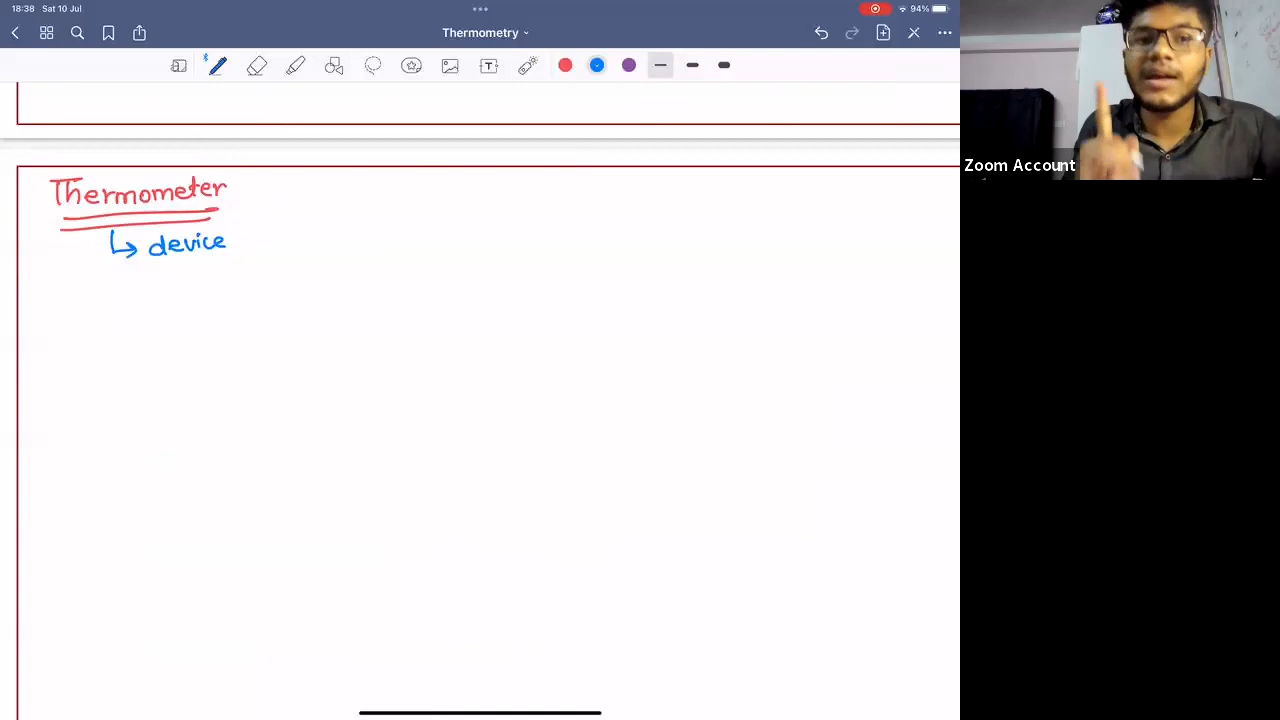 18:38 Sat 10 Jul
94%
Thermometry
T
Zoom Account
Thermometer
↳ device